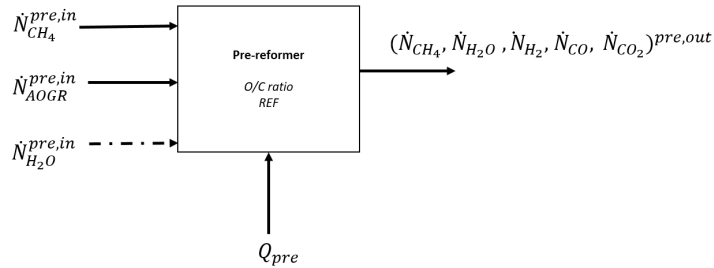 Ṅ_{CH_4}^{pre,in}
Pre-reformer
(Ṅ_{CH_4}, Ṅ_{H_2O} , Ṅ_{H_2}, Ṅ_{CO}, Ṅ_{CO_2})^{pre,out}
Ṅ_{AOGR}^{pre,in}
O/C ratio
REF
Ṅ_{H_2O}^{pre,in}
Q_{pre}